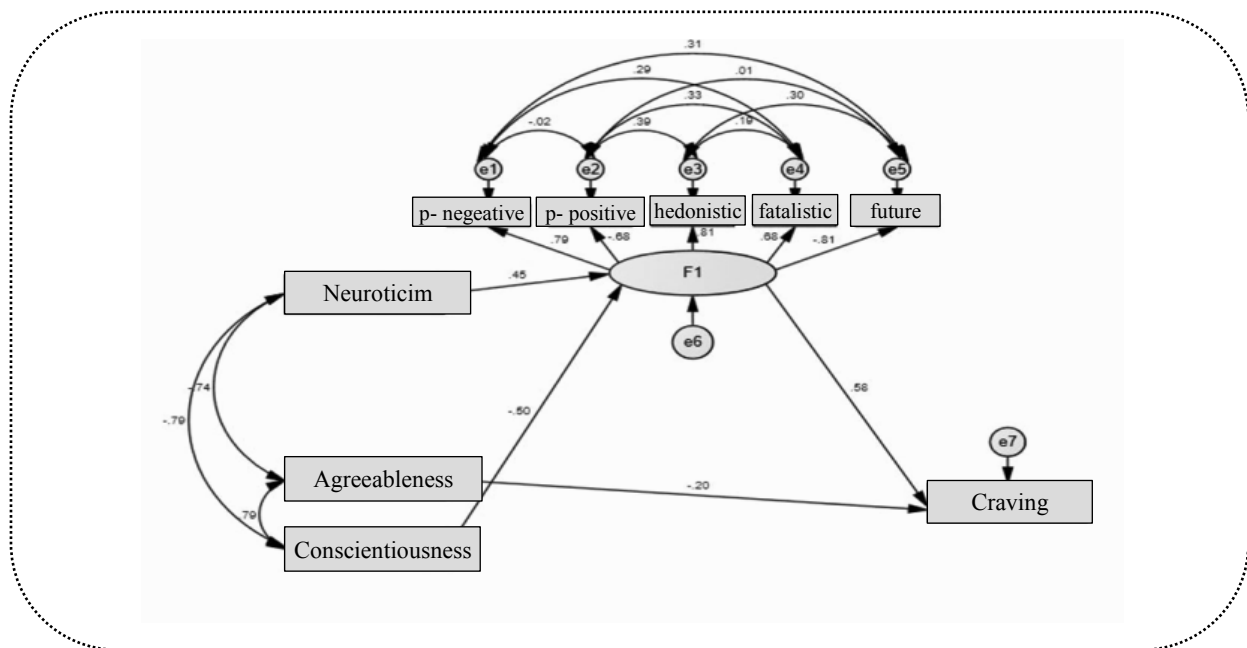 .31
.29
.01
.33
.30
-.02
.39
.19
e1
e2
e3
e4
e5
p- negeative
p- positive
hedonistic
fatalistic
future
.79
-.68
.81
.68
-.81
F1
.45
Neuroticim
e6
-.74
-.79
-.50
.58
e7
Agreeableness
-.20
Craving
.79
Conscientiousness